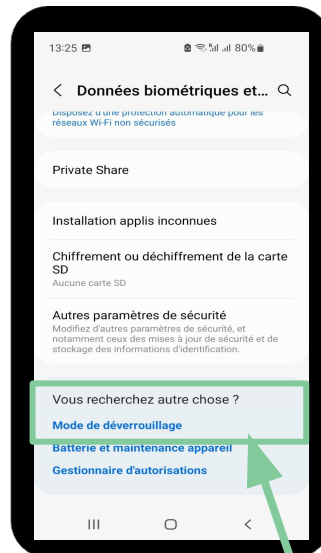 13:25 80%
Données biométriques et...
Disposez d'une protection automatique pour les
réseaux Wi-Fi non sécurisés
Private Share
Installation applis inconnues
Chiffrement ou déchiffrement de la carte
SD
Aucune carte SD
Autres paramètres de sécurité
Modifiez d'autres paramètres de sécurité, et
notamment ceux des mises à jour de sécurité et de
stockage des informations d'identification.
Vous recherchez autre chose ?
Mode de déverrouillage
Batterie et maintenance appareil
Gestionnaire d'autorisations